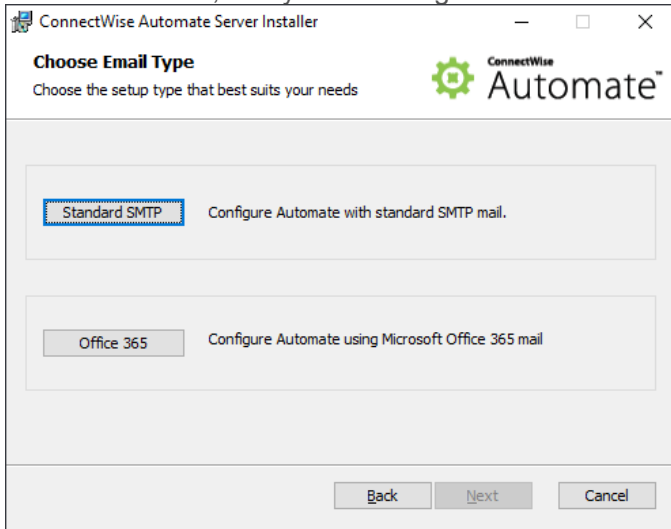 ConnectWise Automate Server Installer
Choose Email Type
Choose the setup type that best suits your needs
ConnectWise
Automate™
Standard SMTP
Configure Automate with standard SMTP mail.
Office 365
Configure Automate using Microsoft Office 365 mail
Back
Next
Cancel